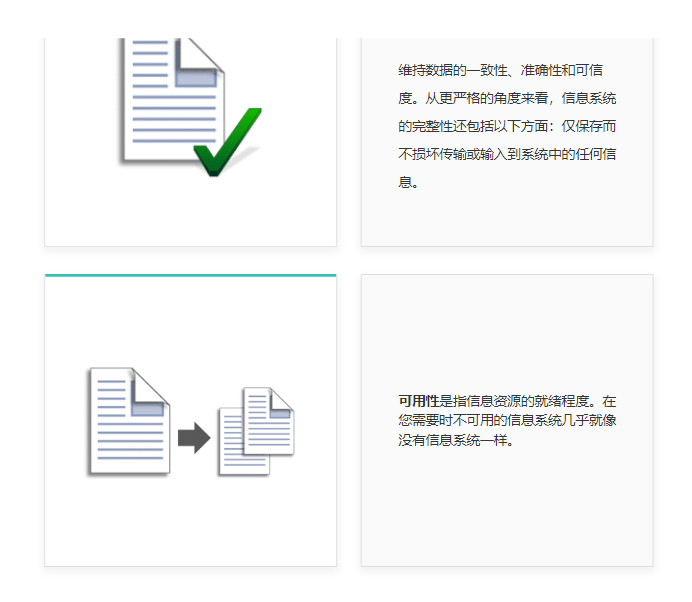 维持数据的一致性、准确性和可信
度。从更严格的角度来看，信息系统
的完整性还包括以下方面：仅保存而
不损坏传输或输入到系统中的任何信
息。
可用性是指信息资源的就绪程度。在
您需要时不可用的信息系统几乎就像
没有信息系统一样。